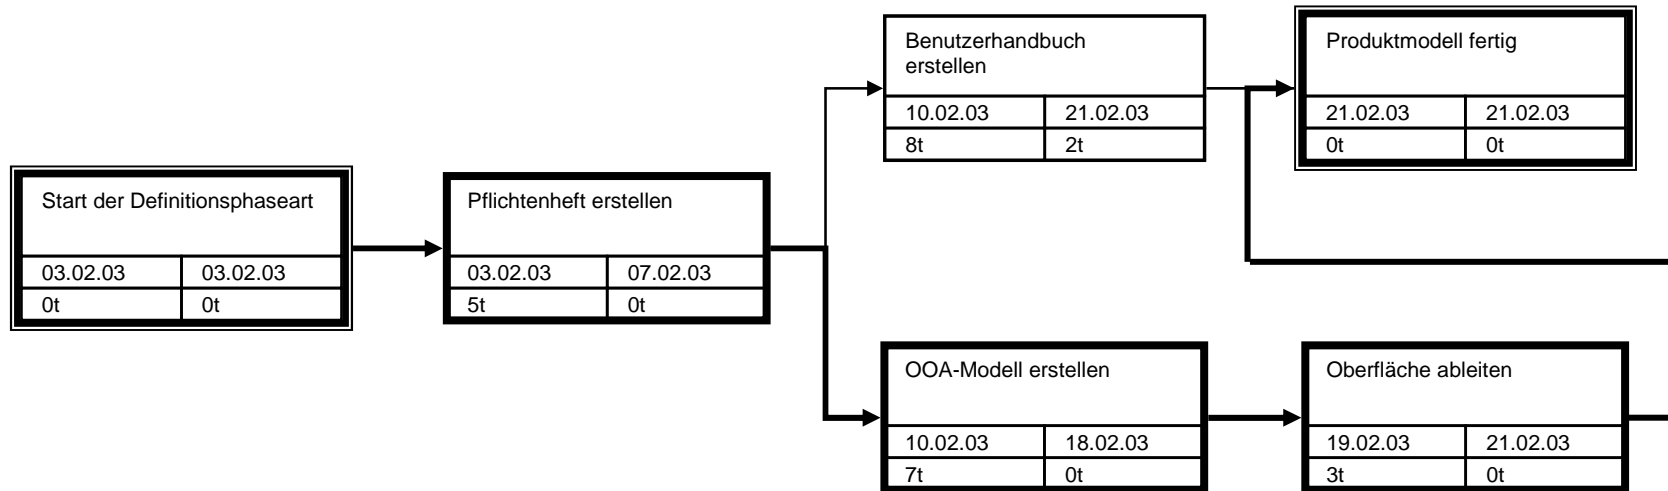 Benutzerhandbuch
erstellen
10.02.03 21.02.03
8t 2t
Produktmodell fertig
21.02.03 21.02.03
0t 0t
Start der Definitionsphaseart
03.02.03 03.02.03
0t 0t
Pflichtenheft erstellen
03.02.03 07.02.03
5t 0t
OOA-Modell erstellen
10.02.03 18.02.03
7t 0t
Oberfläche ableiten
19.02.03 21.02.03
3t 0t